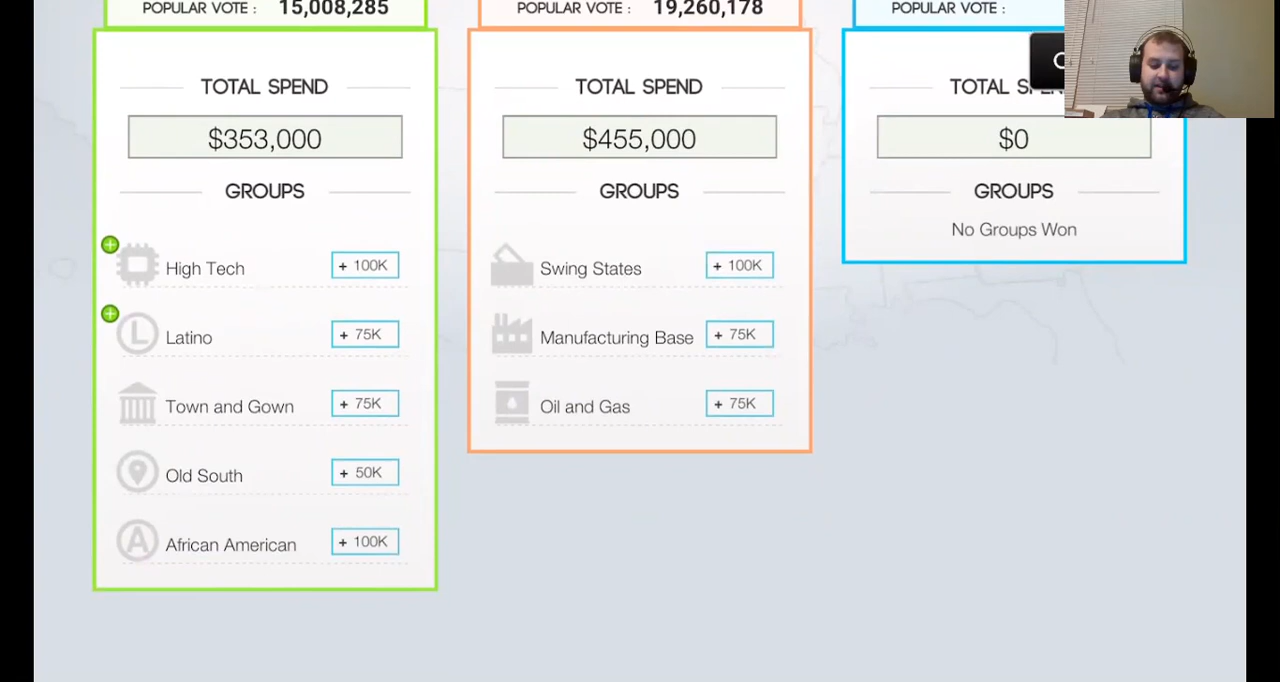 POPULAR VOTE : 15,008,285
TOTAL SPEND
$353,000
GROUPS
High Tech + 100K
Latino + 75K
Town and Gown + 75K
Old South + 50K
African American + 100K
POPULAR VOTE : 19,260,178
TOTAL SPEND
$455,000
GROUPS
Swing States + 100K
Manufacturing Base + 75K
Oil and Gas + 75K
POPULAR VOTE :
TOTAL
$0
GROUPS
No Groups Won